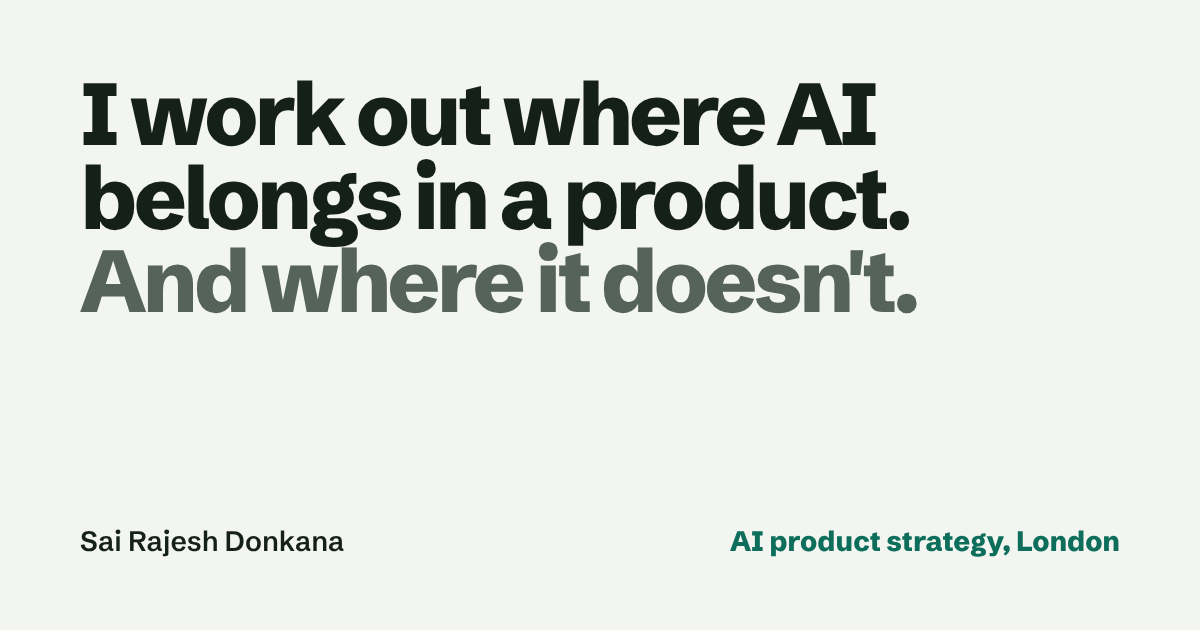 I work out where AI
belongs in a product.
And where it doesn't.
Sai Rajesh Donkana
AI product strategy, London